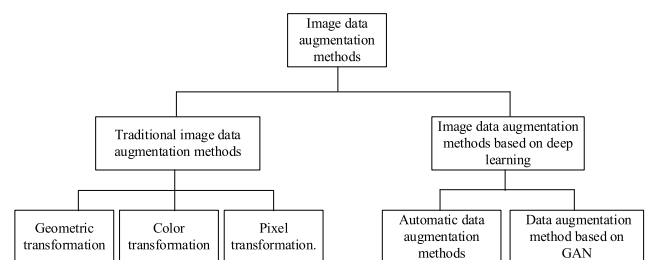 Image data
augmentation
methods
Traditional image data
augmentation methods
Image data augmentation
methods based on deep
learning
Geometric
transformation
Color
transformation
Pixel
transformation.
Automatic data
augmentation
methods
Data augmentation
method based on
GAN